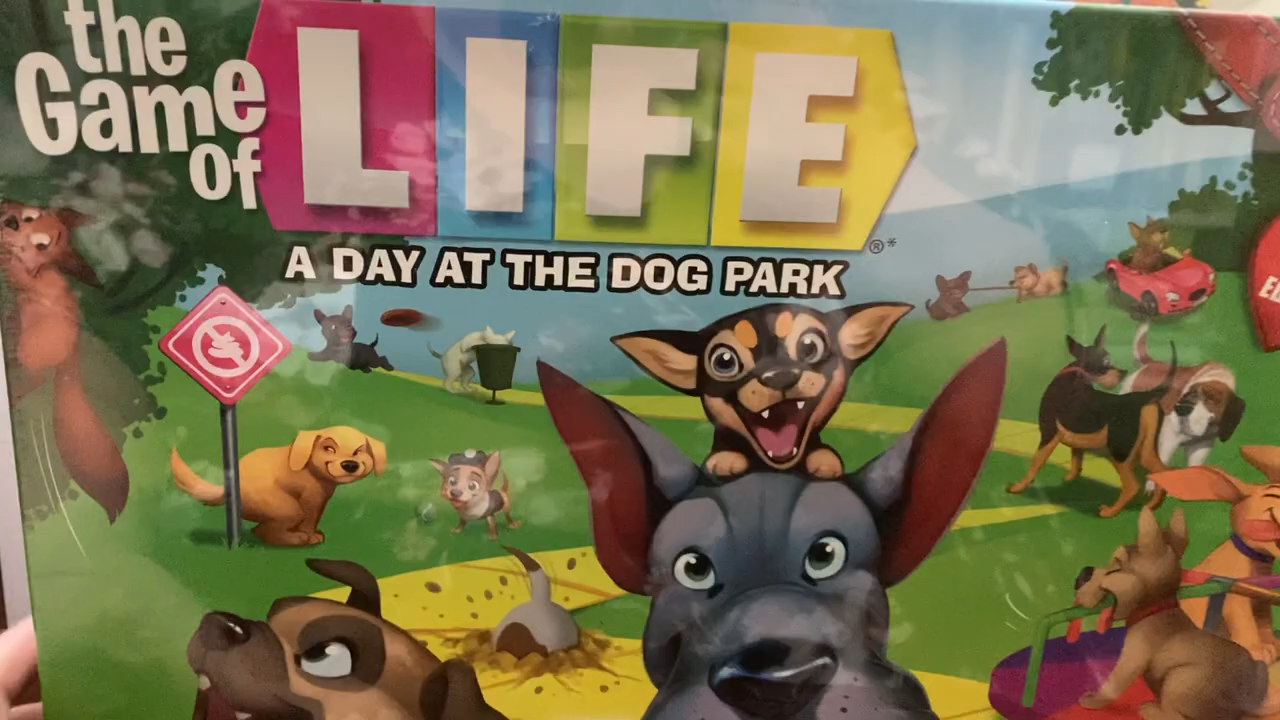 the
Game
of
LIFE
®*
A DAY AT THE DOG PARK